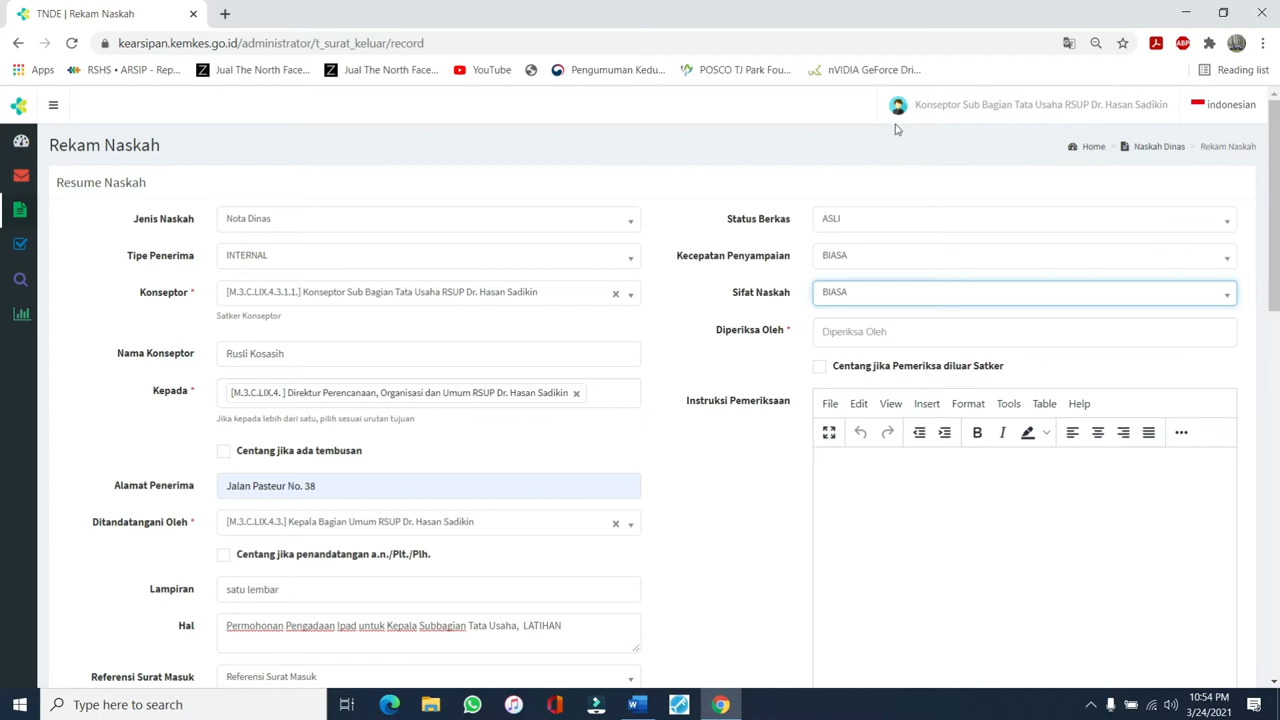 TNDE | Rekam Naskah
kearsipan.kemkes.go.id/administrator/t_surat_keluar/record
ABP
Apps
RSHS ▸ ARSIP - Rep...
Jual The North Face...
Jual The North Face...
YouTube
Pengumuman Kedu...
POSCO TJ Park Foun...
nVIDIA GeForce Dri...
Reading list
Konseptor Sub Bagian Tata Usaha RSUP Dr. Hasan Sadikin
indonesian
Rekam Naskah
Home > Naskah Dinas > Rekam Naskah
Resume Naskah
Jenis Naskah
Nota Dinas
Tipe Penerima
INTERNAL
Konseptor *
[M.3.C.LIX.4.3.1.1.] Konseptor Sub Bagian Tata Usaha RSUP Dr. Hasan Sadikin
Satker Konseptor
Nama Konseptor
Rusli Kosasih
Kepada *
[M.3.C.LIX.4. ] Direktur Perencanaan, Organisasi dan Umum RSUP Dr. Hasan Sadikin
Jika kepada lebih dari satu, pilih sesuai urutan tujuan
Centang jika ada tembusan
Alamat Penerima
Jalan Pasteur No. 38
Ditandatangani Oleh *
[M.3.C.LIX.4.3.] Kepala Bagian Umum RSUP Dr. Hasan Sadikin
Centang jika penandatangan a.n./Plt./Plh.
Lampiran
satu lembar
Hal
Permohonan Pengadaan Ipad untuk Kepala Subbagian Tata Usaha, LATIHAN
Referensi Surat Masuk
Referensi Surat Masuk
Status Berkas
ASLI
Kecepatan Penyampaian
BIASA
Sifat Naskah
BIASA
Diperiksa Oleh *
Diperiksa Oleh
Centang jika Pemeriksa diluar Satker
Instruksi Pemeriksaan
File Edit View Insert Format Tools Table Help
B I
Type here to search
10:54 PM
3/24/2021